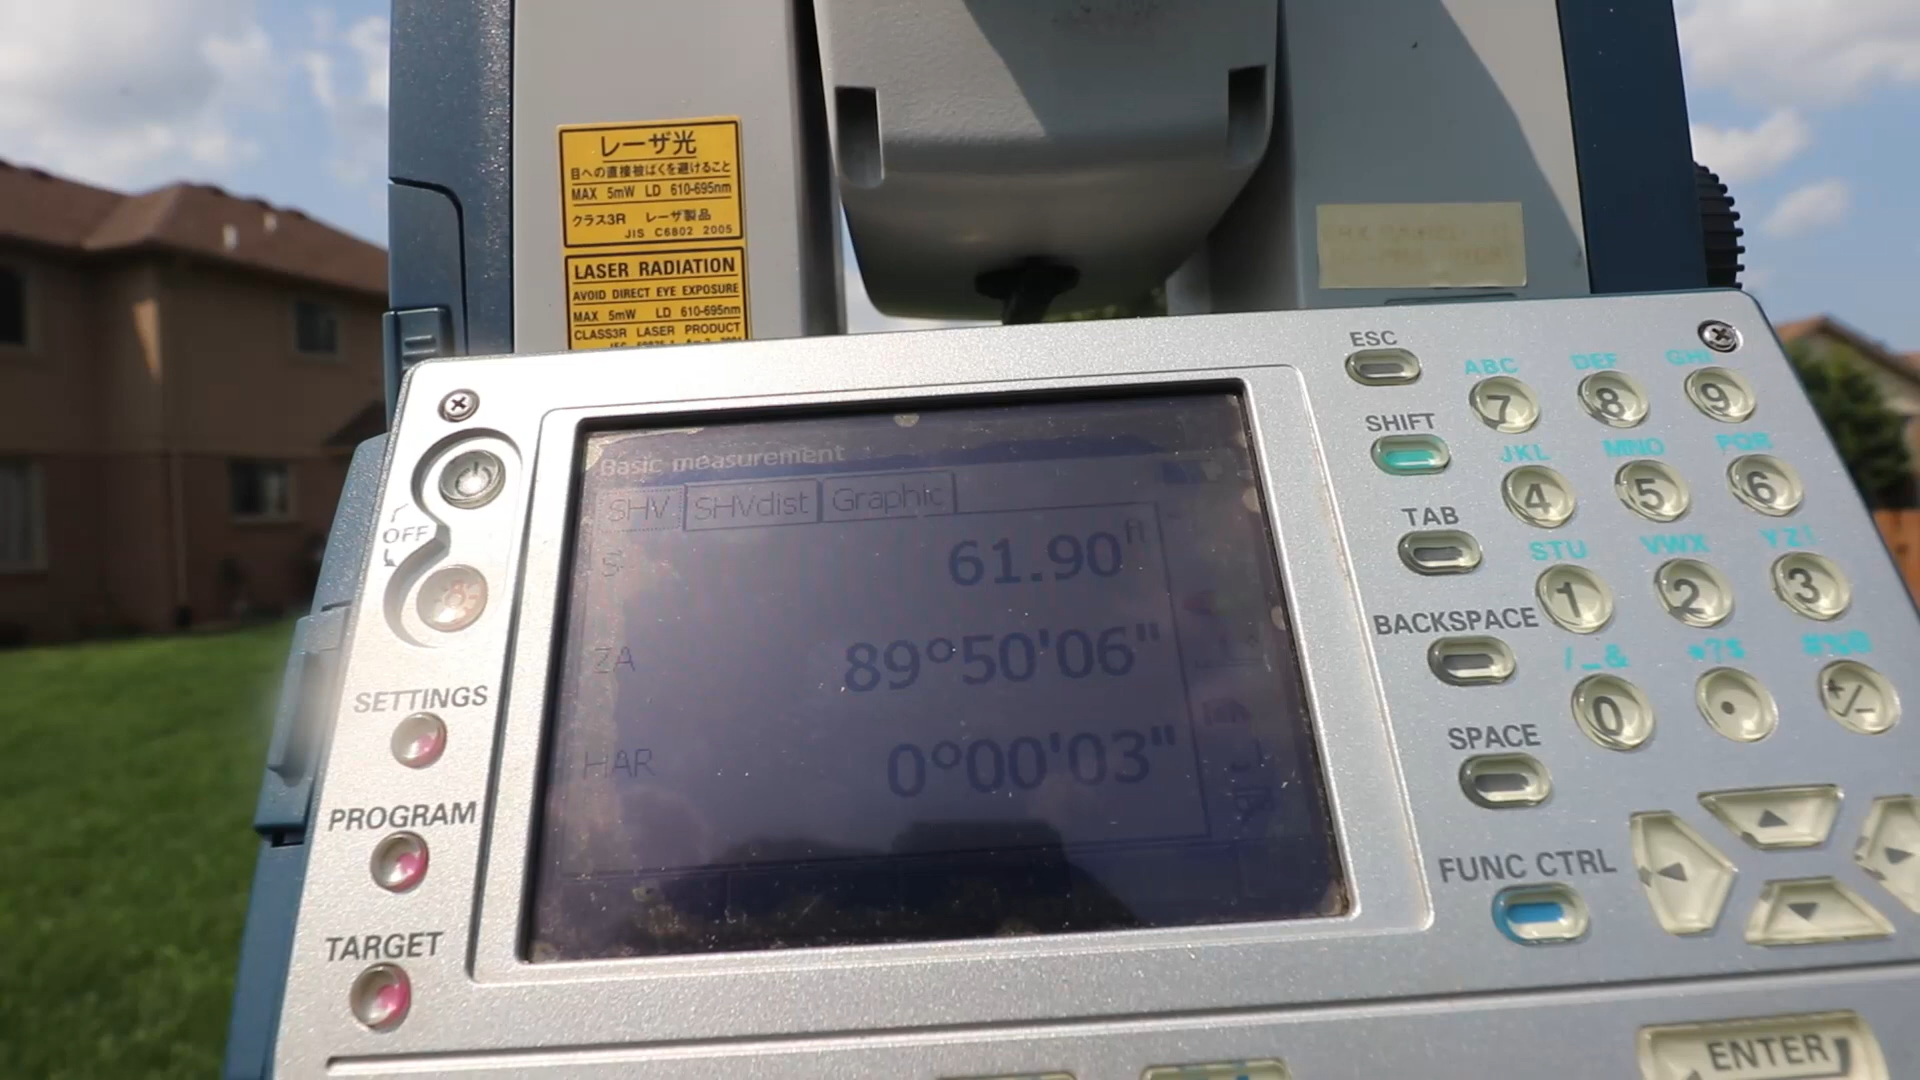 レーザ光
目への直接被ばくを避けること
MAX 5mW LD 610-695nm
クラス3R レーザ製品
JIS C6802 2005
LASER RADIATION
AVOID DIRECT EYE EXPOSURE
MAX 5mW LD 610-695nm
CLASS3R LASER PRODUCT
OFF
SETTINGS
PROGRAM
TARGET
Basic measurement
SHV SHVdist Graphic
S 61.90 ft
ZA 89°50'06"
HAR 0°00'03"
ESC
SHIFT
TAB
BACKSPACE
SPACE
FUNC CTRL
ABC DEF GHI
7 8 9
JKL MNO PQR
4 5 6
STU VWX YZ!
1 2 3
/_& *?$ #%@
0 . +/-
ENTER